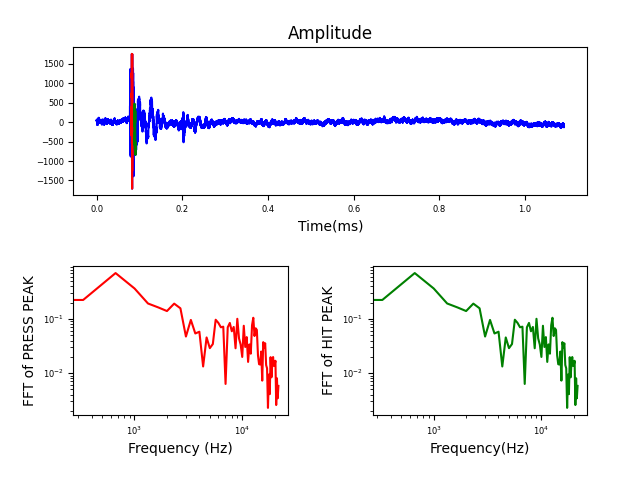 Amplitude
1500
1000
500
0
−500
−1000
−1500
0.0 0.2 0.4 0.6 0.8 1.0
Time(ms)
FFT of PRESS PEAK
10⁻¹
10⁻²
10³ 10⁴
Frequency (Hz)
FFT of HIT PEAK
10⁻¹
10⁻²
10³ 10⁴
Frequency(Hz)